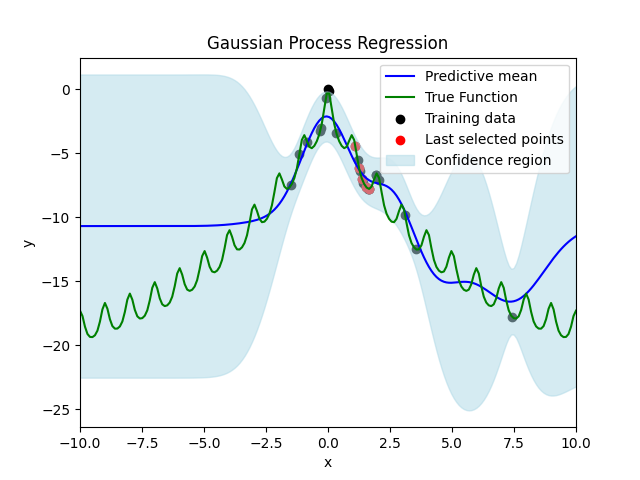 Gaussian Process Regression
Predictive mean
True Function
Training data
Last selected points
Confidence region
y
0
−5
−10
−15
−20
−25
−10.0 −7.5 −5.0 −2.5 0.0 2.5 5.0 7.5 10.0
x